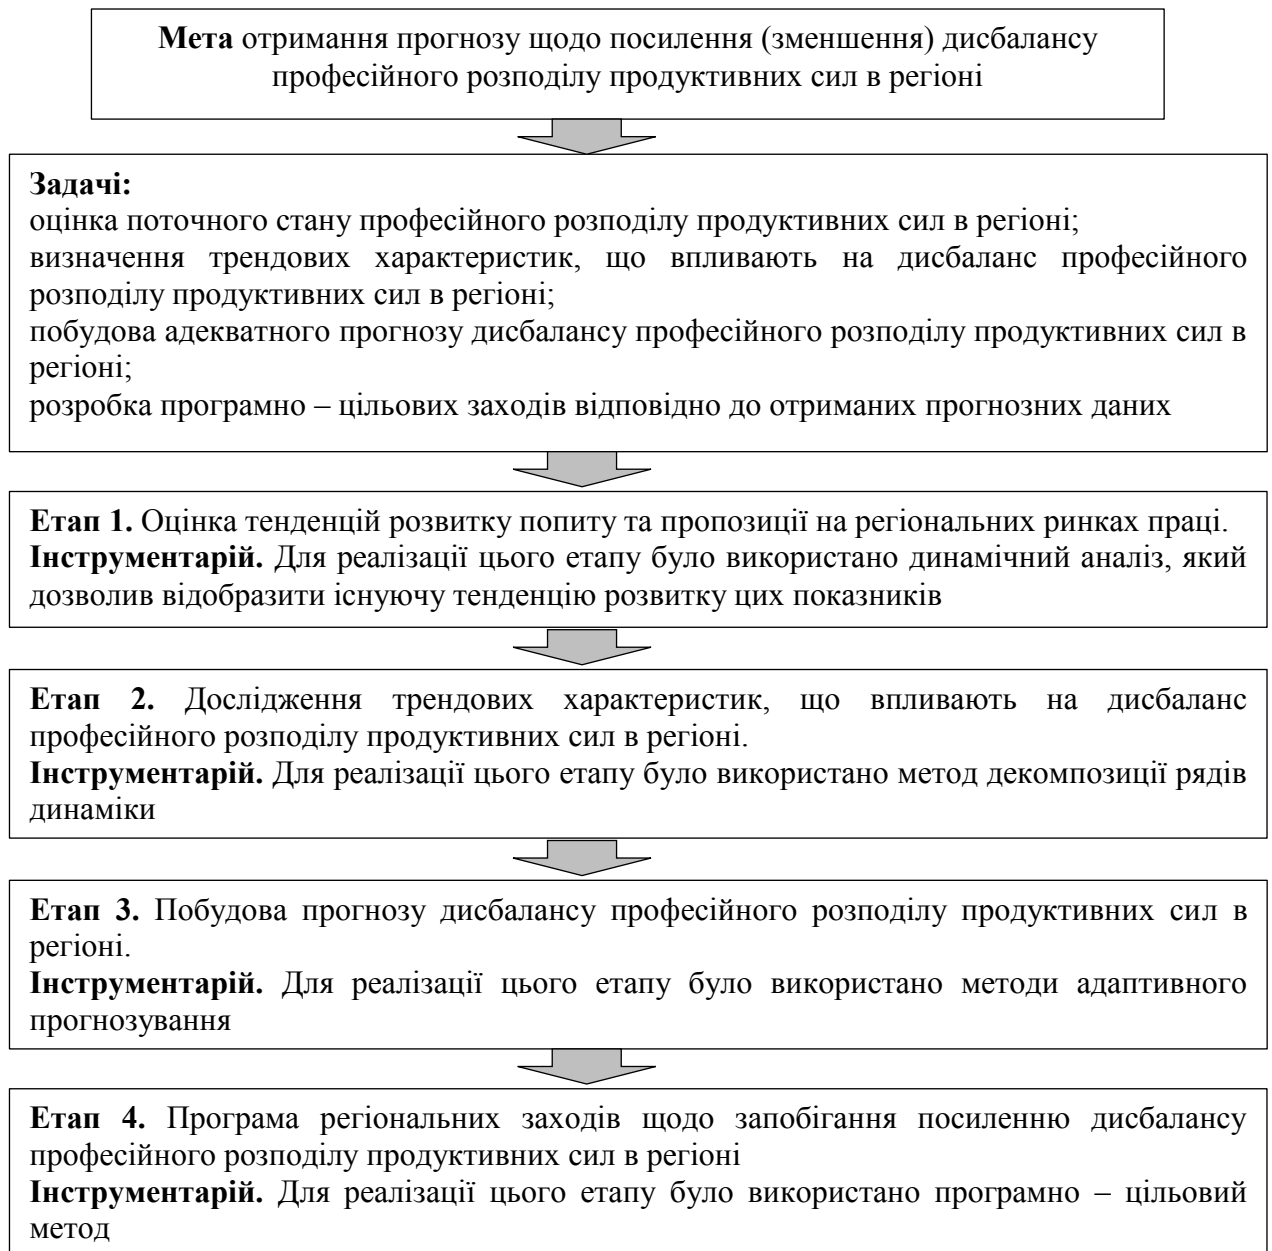 Мета отримання прогнозу щодо посилення (зменшення) дисбалансу
професійного розподілу продуктивних сил в регіоні
Задачі:
оцінка поточного стану професійного розподілу продуктивних сил в регіоні;
визначення трендових характеристик, що впливають на дисбаланс професійного
розподілу продуктивних сил в регіоні;
побудова адекватного прогнозу дисбалансу професійного розподілу продуктивних сил в
регіоні;
розробка програмно – цільових заходів відповідно до отриманих прогнозних даних
Етап 1. Оцінка тенденцій розвитку попиту та пропозиції на регіональних ринках праці.
Інструментарій. Для реалізації цього етапу було використано динамічний аналіз, який
дозволив відобразити існуючу тенденцію розвитку цих показників
Етап 2. Дослідження трендових характеристик, що впливають на дисбаланс
професійного розподілу продуктивних сил в регіоні.
Інструментарій. Для реалізації цього етапу було використано метод декомпозиції рядів
динаміки
Етап 3. Побудова прогнозу дисбалансу професійного розподілу продуктивних сил в
регіоні.
Інструментарій. Для реалізації цього етапу було використано методи адаптивного
прогнозування
Етап 4. Програма регіональних заходів щодо запобігання посиленню дисбалансу
професійного розподілу продуктивних сил в регіоні
Інструментарій. Для реалізації цього етапу було використано програмно – цільовий
метод